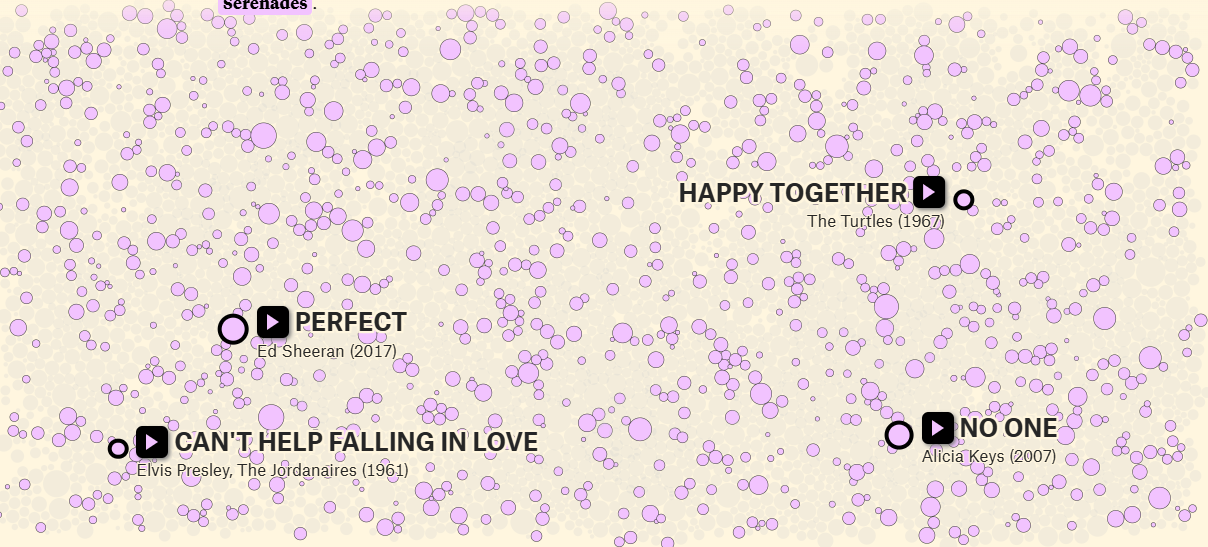 Serenades.
HAPPY TOGETHER
The Turtles (1967)
PERFECT
Ed Sheeran (2017)
CAN'T HELP FALLING IN LOVE
Elvis Presley, The Jordanaires (1961)
NO ONE
Alicia Keys (2007)